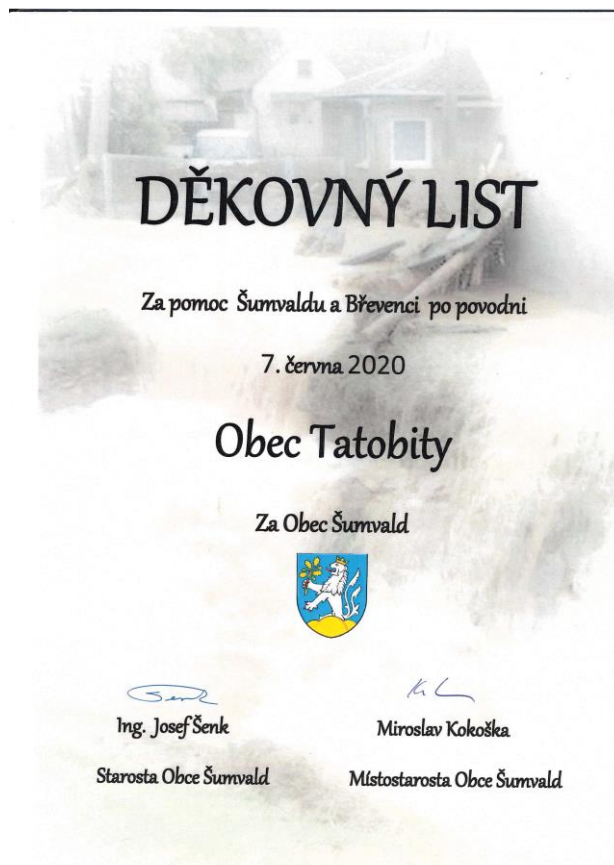 DĚKOVNÝ LIST
Za pomoc Šumvaldu a Břevenci po povodni
7. června 2020
Obec Tatobity
Za Obec Šumvald
Ing. Josef Šenk
Miroslav Kokoška
Starosta Obce Šumvald
Místostarosta Obce Šumvald